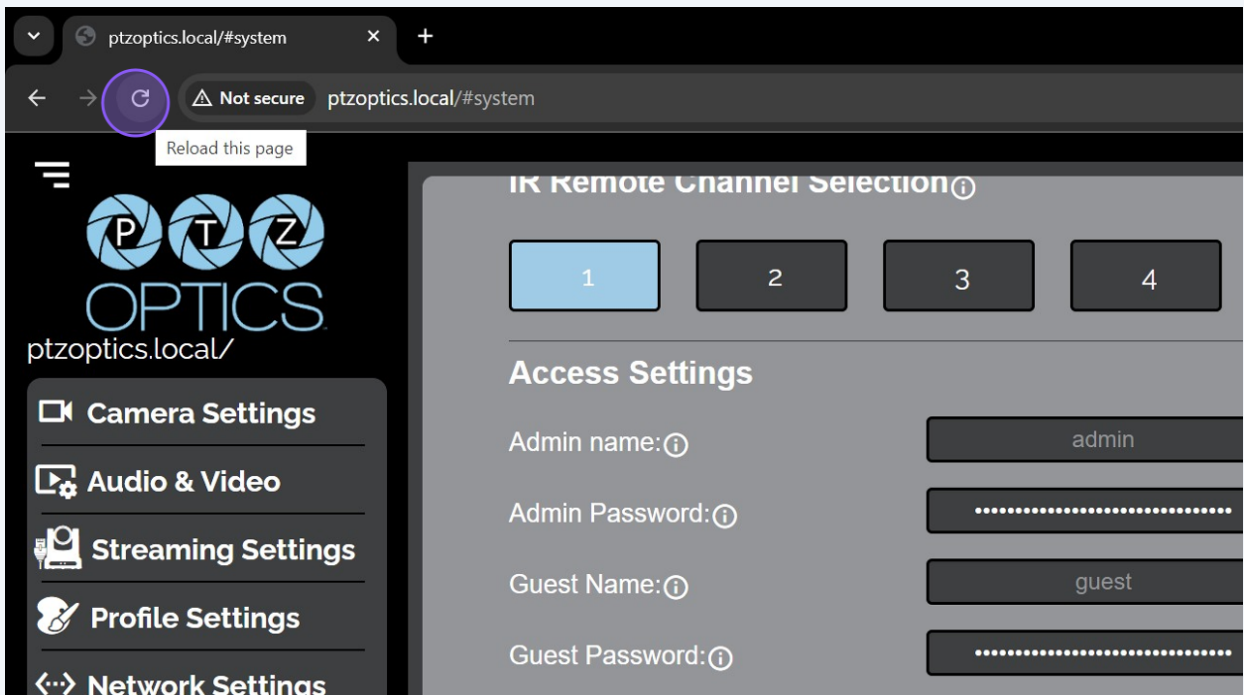 ptzoptics.local/#system
Not secure ptzoptics.local/#system
Reload this page
PTZ
OPTICS
ptzoptics.local/
Camera Settings
Audio & Video
Streaming Settings
Profile Settings
Network Settings
IR Remote Channel Selection
1 2 3 4
Access Settings
Admin name: admin
Admin Password: ••••••••••••••••••••••••••••••••
Guest Name: guest
Guest Password: ••••••••••••••••••••••••••••••••